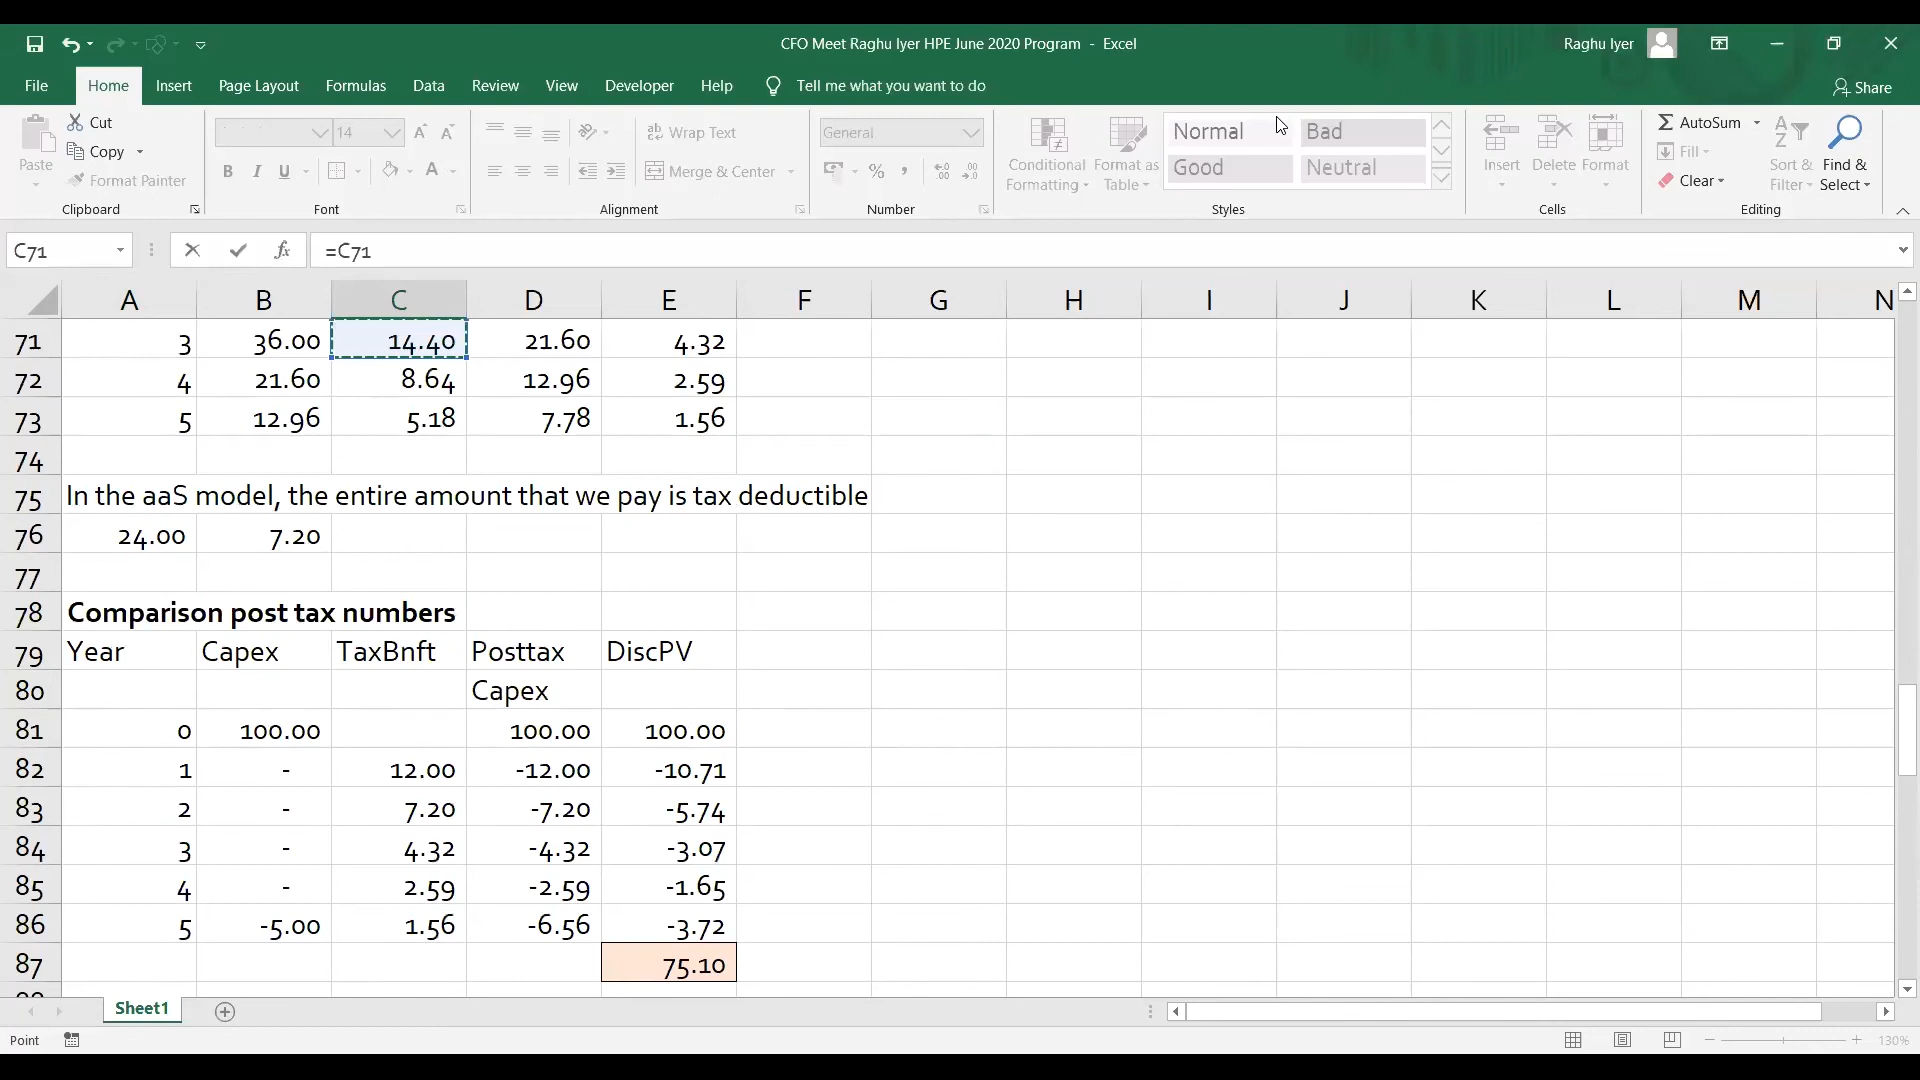 CFO Meet Raghu Iyer HPE June 2020 Program - Excel
Raghu Iyer
File Home Insert Page Layout Formulas Data Review View Developer Help Tell me what you want to do
Share
Paste
Cut
Copy
Format Painter
Clipboard
14
B I U
Font
Wrap Text
Merge & Center
Alignment
General
Number
Conditional Formatting
Format as Table
Normal Bad
Good Neutral
Styles
Insert Delete Format
Cells
AutoSum
Fill
Clear
Sort & Filter
Find & Select
Editing
C71 fx =C71
A B C D E F G H I J K L M N
71 3 36.00 14.40 21.60 4.32
72 4 21.60 8.64 12.96 2.59
73 5 12.96 5.18 7.78 1.56
74
75 In the aaS model, the entire amount that we pay is tax deductible
76 24.00 7.20
77
78 Comparison post tax numbers
79 Year Capex TaxBnft Posttax DiscPV
80 Capex
81 0 100.00 100.00 100.00
82 1 - 12.00 -12.00 -10.71
83 2 - 7.20 -7.20 -5.74
84 3 - 4.32 -4.32 -3.07
85 4 - 2.59 -2.59 -1.65
86 5 -5.00 1.56 -6.56 -3.72
87 75.10
Sheet1
Point
130%